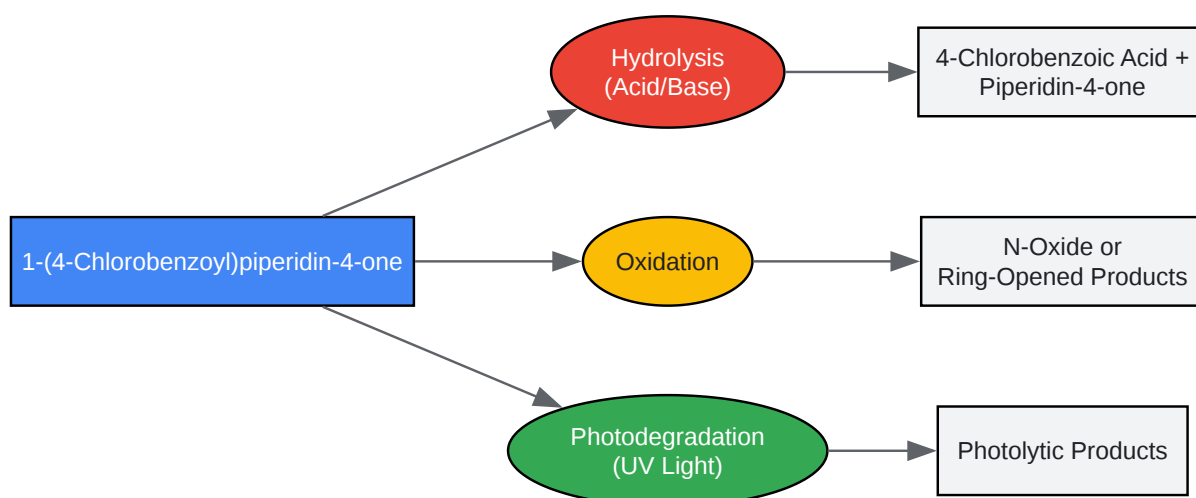 Hydrolysis
(Acid/Base)
4-Chlorobenzoic Acid +
Piperidin-4-one
1-(4-Chlorobenzoyl)piperidin-4-one
Oxidation
N-Oxide or
Ring-Opened Products
Photodegradation
(UV Light)
Photolytic Products